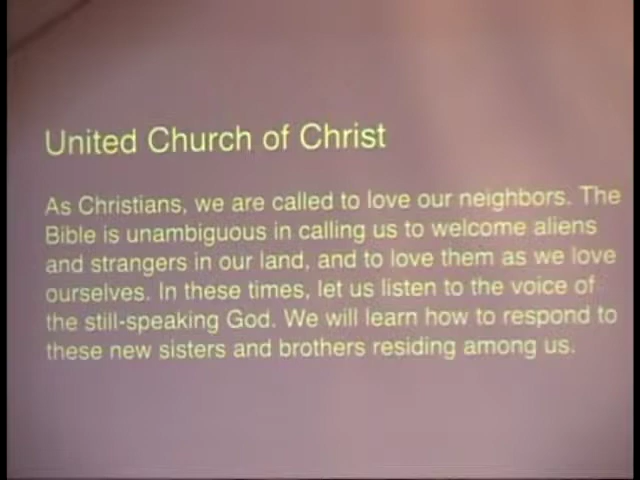 United Church of Christ
As Christians, we are called to love our neighbors. The
Bible is unambiguous in calling us to welcome aliens
and strangers in our land, and to love them as we love
ourselves. In these times, let us listen to the voice of
the still-speaking God. We will learn how to respond to
these new sisters and brothers residing among us.